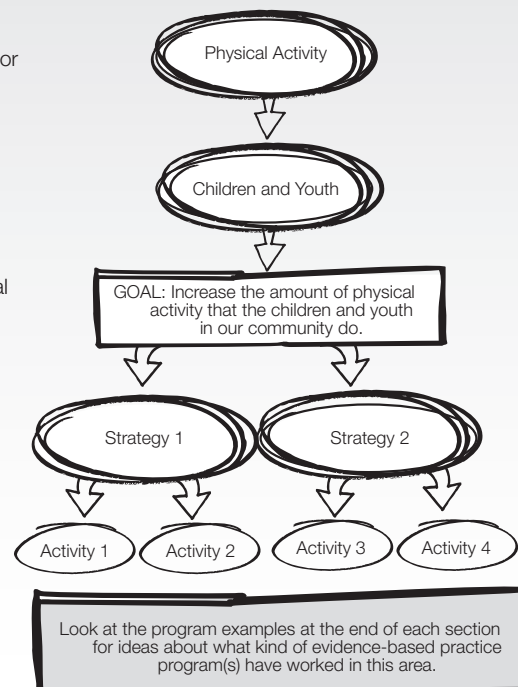 or
Physical Activity
Children and Youth
al
GOAL: Increase the amount of physical
activity that the children and youth
in our community do.
Strategy 1
Strategy 2
Activity 1
Activity 2
Activity 3
Activity 4
Look at the program examples at the end of each section
for ideas about what kind of evidence-based practice
program(s) have worked in this area.